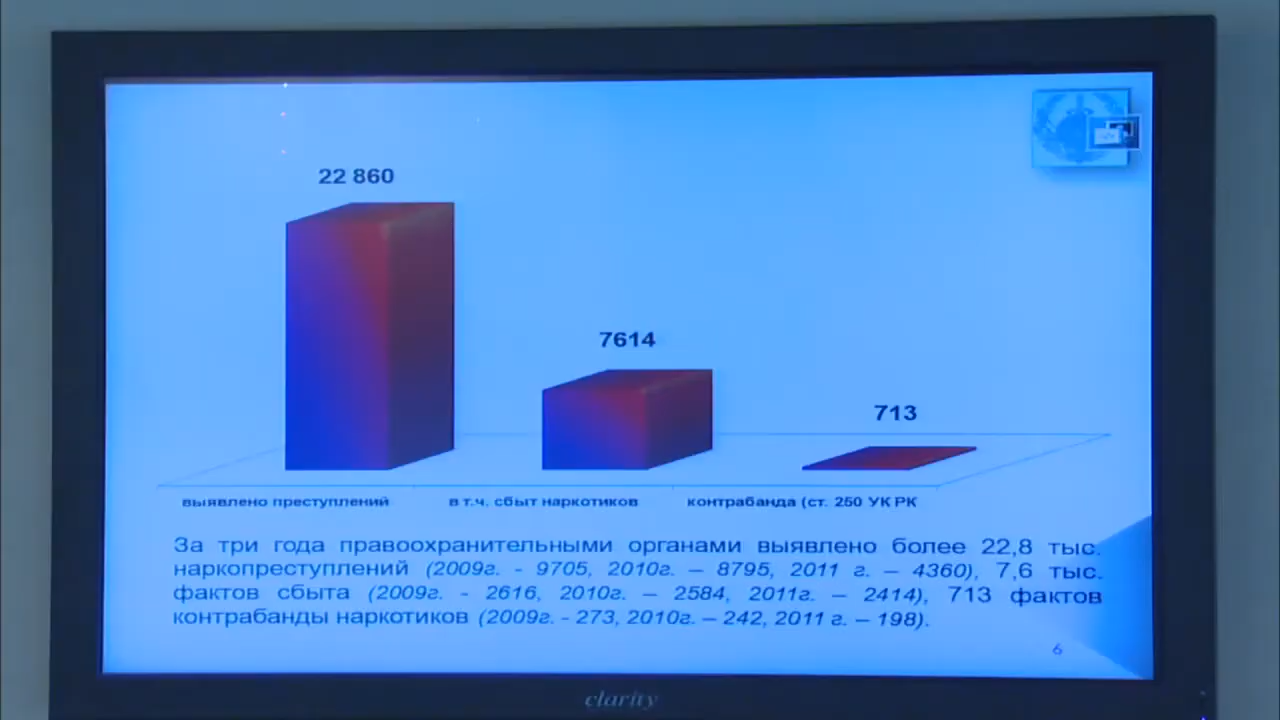 22 860
7614
713
выявлено преступлений
в т.ч. сбыт наркотиков
контрабанда (ст. 250 УК РК
За три года правоохранительными органами выявлено более 22,8 тыс.
наркопреступлений (2009г. - 9705, 2010г. – 8795, 2011 г. – 4360), 7,6 тыс.
фактов сбыта (2009г. - 2616, 2010г. – 2584, 2011г. – 2414), 713 фактов
контрабанды наркотиков (2009г. - 273, 2010г. – 242, 2011 г. – 198).
6
clarity